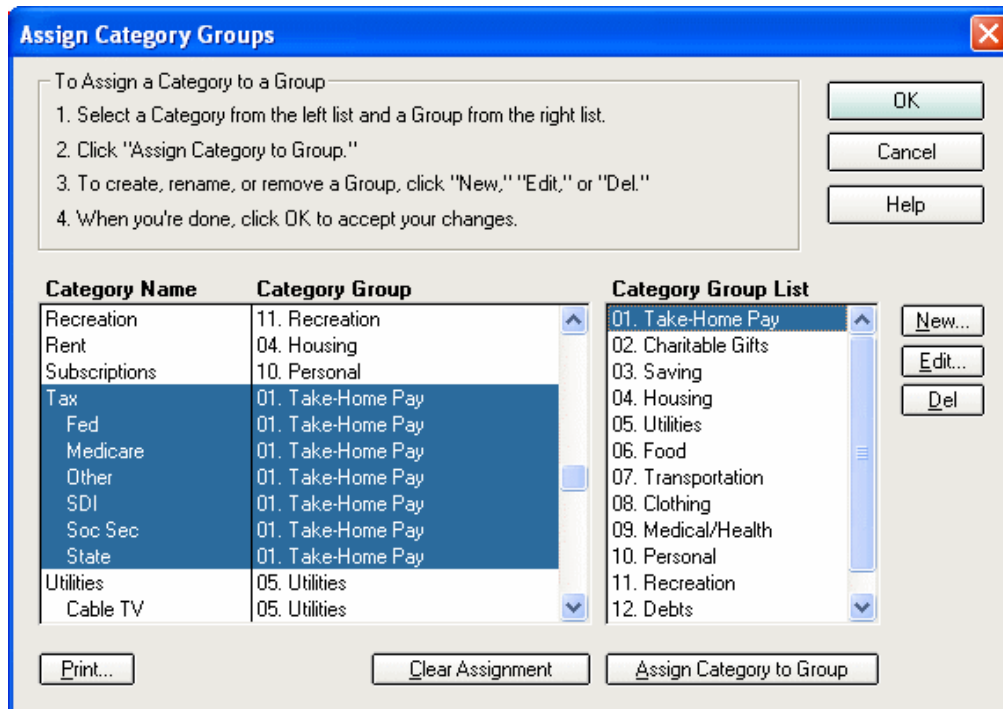 Assign Category Groups
To Assign a Category to a Group
1. Select a Category from the left list and a Group from the right list.
2. Click "Assign Category to Group."
3. To create, rename, or remove a Group, click "New," "Edit," or "Del."
4. When you're done, click OK to accept your changes.
OK
Cancel
Help
Category Name Category Group
Recreation 11. Recreation
Rent 04. Housing
Subscriptions 10. Personal
Tax 01. Take-Home Pay
Fed 01. Take-Home Pay
Medicare 01. Take-Home Pay
Other 01. Take-Home Pay
SDI 01. Take-Home Pay
Soc Sec 01. Take-Home Pay
State 01. Take-Home Pay
Utilities 05. Utilities
Cable TV 05. Utilities
Category Group List
01. Take-Home Pay
02. Charitable Gifts
03. Saving
04. Housing
05. Utilities
06. Food
07. Transportation
08. Clothing
09. Medical/Health
10. Personal
11. Recreation
12. Debts
New...
Edit...
Del
Print...
Clear Assignment
Assign Category to Group